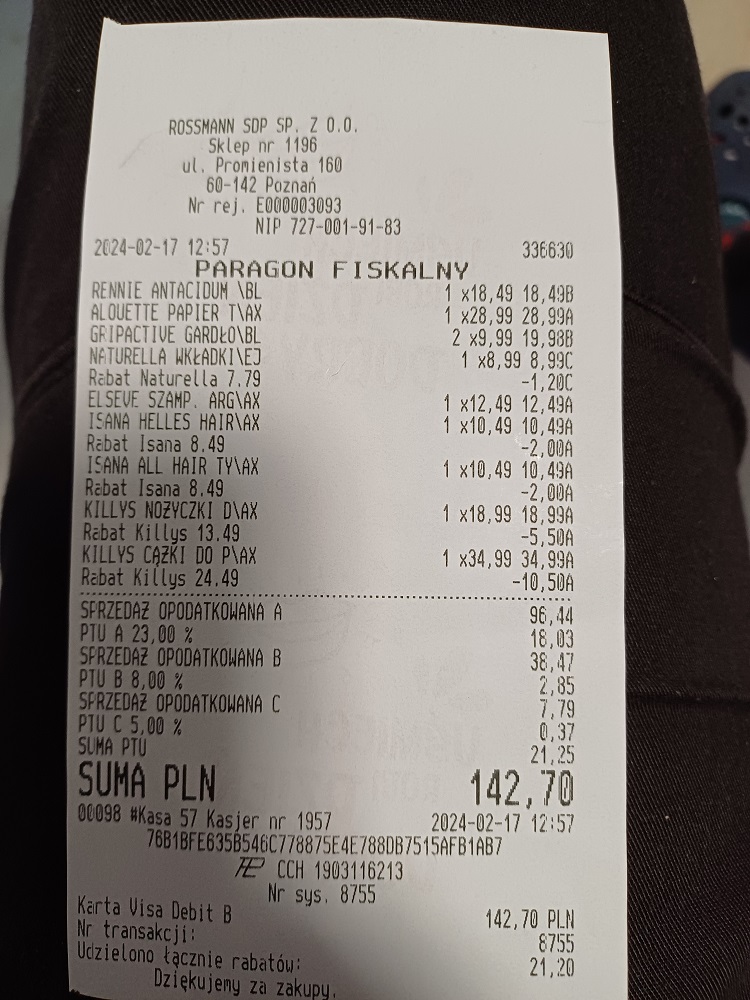 ROSSMANN SDP SP. Z O.O.
Sklep nr 1196
ul. Promienista 160
60-142 Poznań
Nr rej. E000003093
NIP 727-001-91-83
2024-02-17 12:57 336630
PARAGON FISKALNY
RENNIE ANTACIDUM \BL 1 x18,49 18,49B
ALOUETTE PAPIER T\AX 1 x28,99 28,99A
GRIPACTIVE GARDŁO\BL 2 x9,99 19,98B
NATURELLA WKŁADKI\EJ 1 x8,99 8,99C
Rabat Naturella 7.79 -1,20C
ELSEVE SZAMP. ARG\AX 1 x12,49 12,49A
ISANA HELLES HAIR\AX 1 x10,49 10,49A
Rabat Isana 8.49 -2,00A
ISANA ALL HAIR TY\AX 1 x10,49 10,49A
Rabat Isana 8.49 -2,00A
KILLYS NOŻYCZKI D\AX 1 x18,99 18,99A
Rabat Killys 13.49 -5,50A
KILLYS CĄŻKI DO P\AX 1 x34,99 34,99A
Rabat Killys 24.49 -10,50A
SPRZEDAŻ OPODATKOWANA A 96,44
PTU A 23,00 % 18,03
SPRZEDAŻ OPODATKOWANA B 38,47
PTU B 8,00 % 2,85
SPRZEDAŻ OPODATKOWANA C 7,79
PTU C 5,00 % 0,37
SUMA PTU 21,25
SUMA PLN 142,70
00098 #Kasa 57 Kasjer nr 1957 2024-02-17 12:57
76B1BFE635B546C778875E4E788DB7515AFB1AB7
CCH 1903116213
Nr sys. 8755
Karta Visa Debit B 142,70 PLN
Nr transakcji: 8755
Udzielono łącznie rabatów: 21,20
Dziękujemy za zakupy.